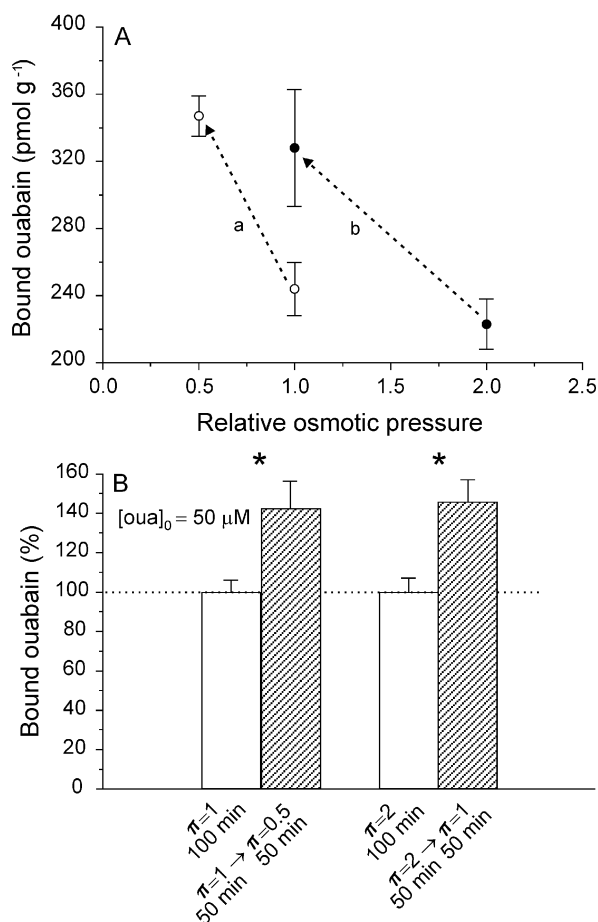 A
Bound ouabain (pmol g⁻¹)
400
360
320
280
240
200
a
b
0.0 0.5 1.0 1.5 2.0 2.5
Relative osmotic pressure
* *
B
[oua]₀ = 50 µM
Bound ouabain (%)
160
140
120
100
80
60
40
20
0
π=1
100 min
π=1 → π=0.5
50 min 50 min
π=2
100 min
π=2 → π=1
50 min 50 min